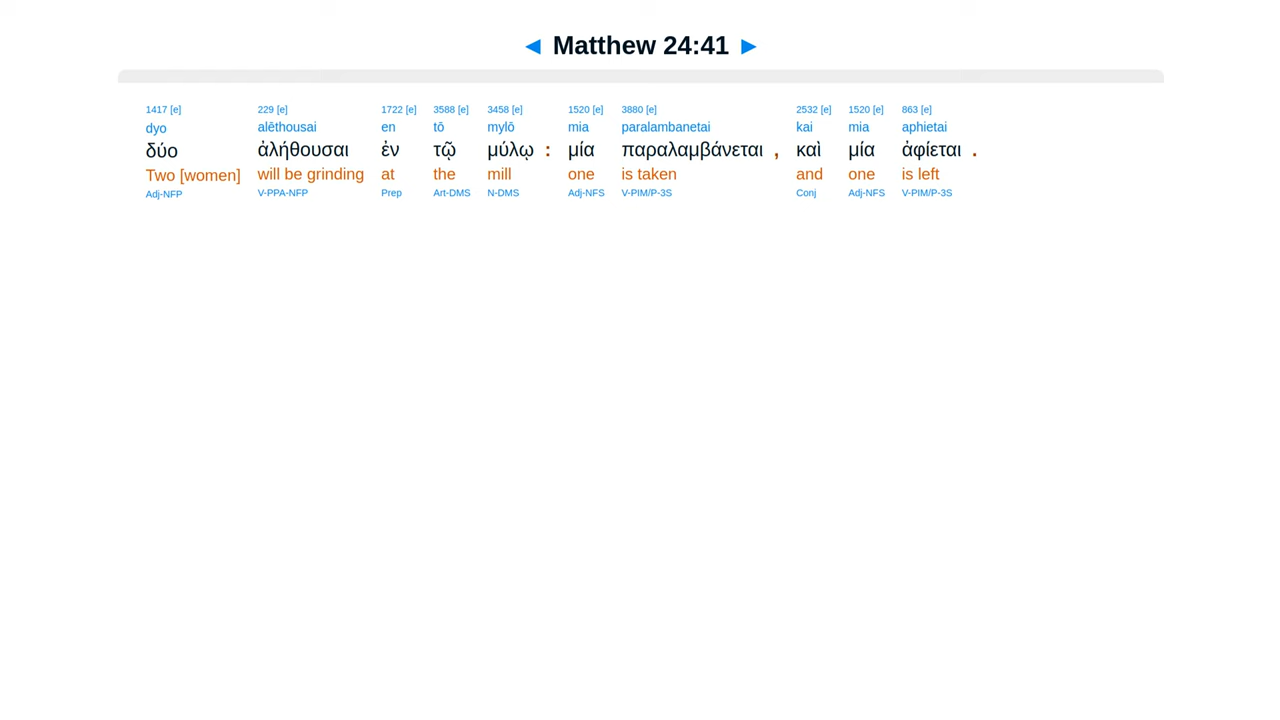 ◄ Matthew 24:41 ►
1417 [e] 229 [e] 1722 [e] 3588 [e] 3458 [e] 1520 [e] 3880 [e] 2532 [e] 1520 [e] 863 [e]
dyo alēthousai en tō mylō mia paralambanetai kai mia aphietai
δύο ἀλήθουσαι ἐν τῷ μύλῳ : μία παραλαμβάνεται , καὶ μία ἀφίεται .
Two [women] will be grinding at the mill one is taken and one is left
Adj-NFP V-PPA-NFP Prep Art-DMS N-DMS Adj-NFS V-PIM/P-3S Conj Adj-NFS V-PIM/P-3S